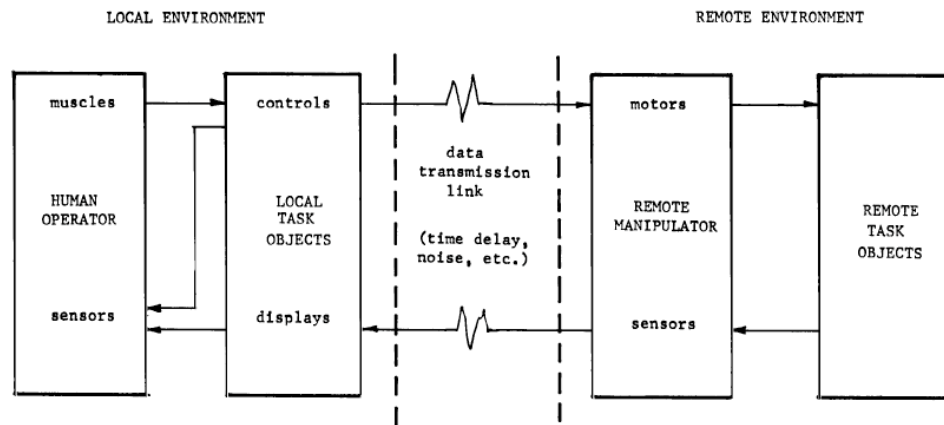 LOCAL ENVIRONMENT
REMOTE ENVIRONMENT
muscles
HUMAN
OPERATOR
sensors
controls
LOCAL
TASK
OBJECTS
displays
data
transmission
link
(time delay,
noise, etc.)
motors
REMOTE
MANIPULATOR
sensors
REMOTE
TASK
OBJECTS